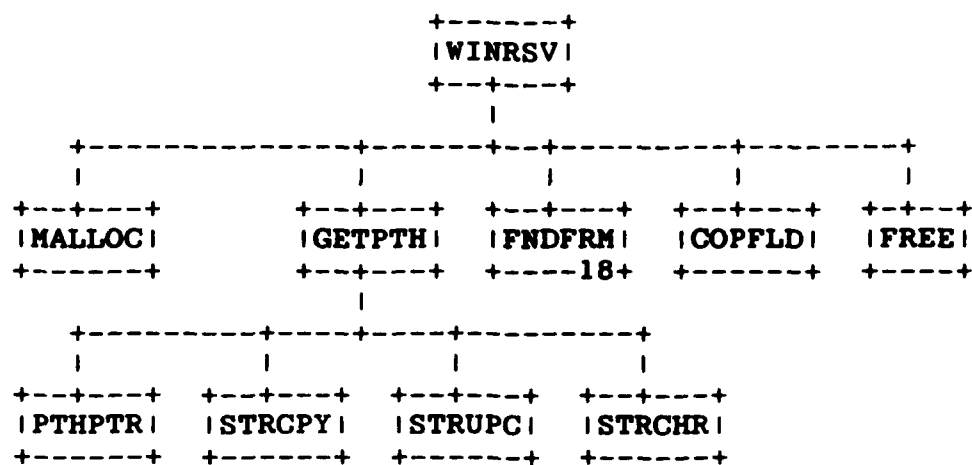 WINRSV
MALLOC GETPTH FNDFRM COPFLD FREE
18
PTHPTR STRCPY STRUPC STRCHR